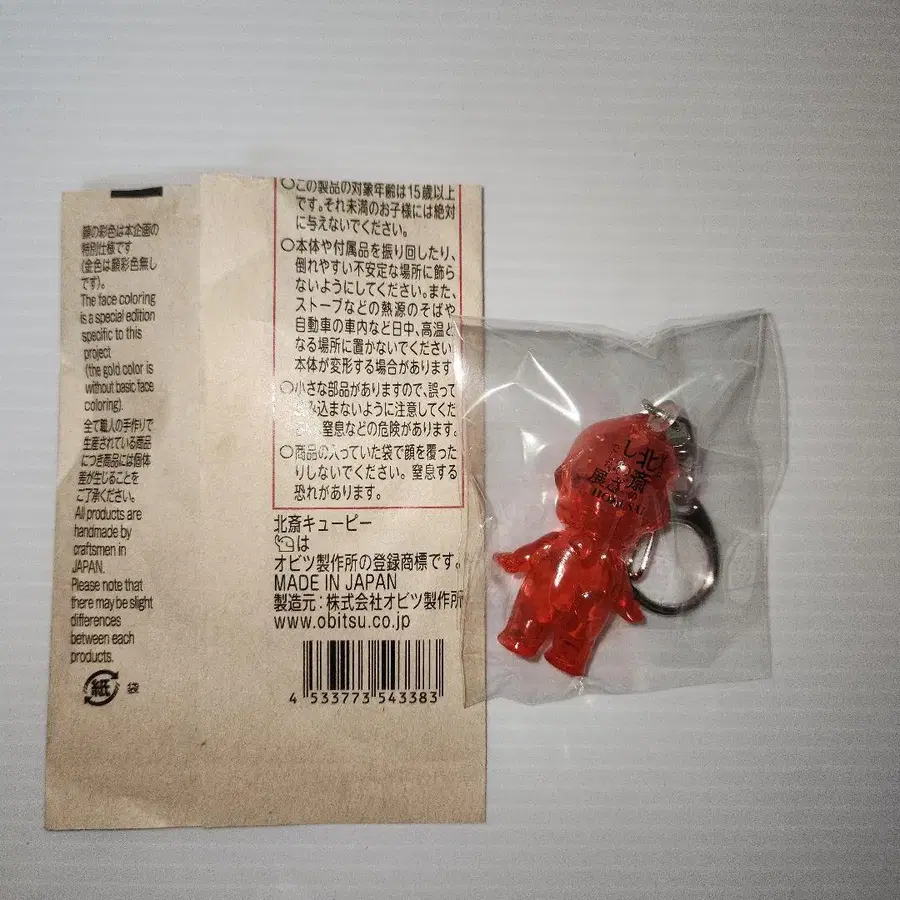 顔の彩色は本企画の
特別仕様です
(金色は顔彩色無し
です)。
The face coloring
is a special edition
specific to this
project
(the gold color is
without basic face
coloring).
全て職人の手作りで
生産されている商品
につき商品には個体
差が生じることを
ご了承ください。
All products are
handmade by
craftsmen in
JAPAN.
Please note that
there may be slight
differences
between each
products.
紙 袋
○この製品の対象年齢は15歳以上
です。それ未満のお子様には絶対
に与えないでください。
○本体や付属品を振り回したり、
倒れやすい不安定な場所に飾ら
ないようにしてください。また、
ストーブなどの熱源のそばや
自動車の車内など日中、高温と
なる場所に置かないでください
本体が変形する場合があります
○小さな部品がありますので、誤って
み込まないように注意してくだ
窒息などの危険があります。
○商品の入っていた袋で顔を覆った
りしないでください。窒息する
恐れがあります。
北斎キューピー
は
オビツ製作所の登録商標です。
MADE IN JAPAN
製造元:株式会社オビツ製作所
www.obitsu.co.jp
4 533773 543383
北斎
展
HOKUSAI